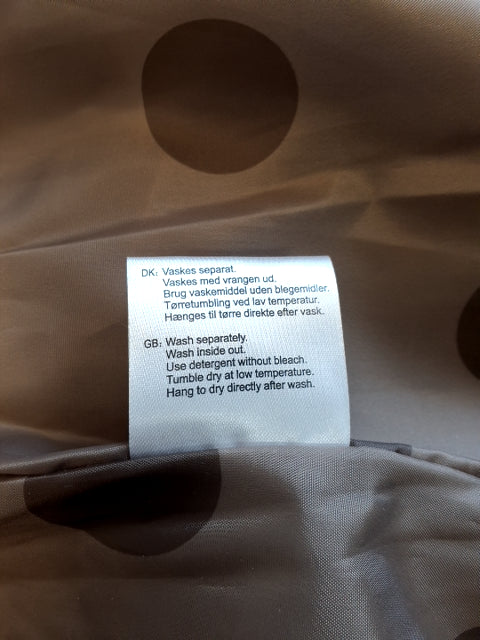 DK: Vaskes separat.
Vaskes med vrangen ud.
Brug vaskemiddel uden blegemidler.
Tørretumbling ved lav temperatur.
Hænges til tørre direkte efter vask.
GB: Wash separately.
Wash inside out.
Use detergent without bleach.
Tumble dry at low temperature.
Hang to dry directly after wash.